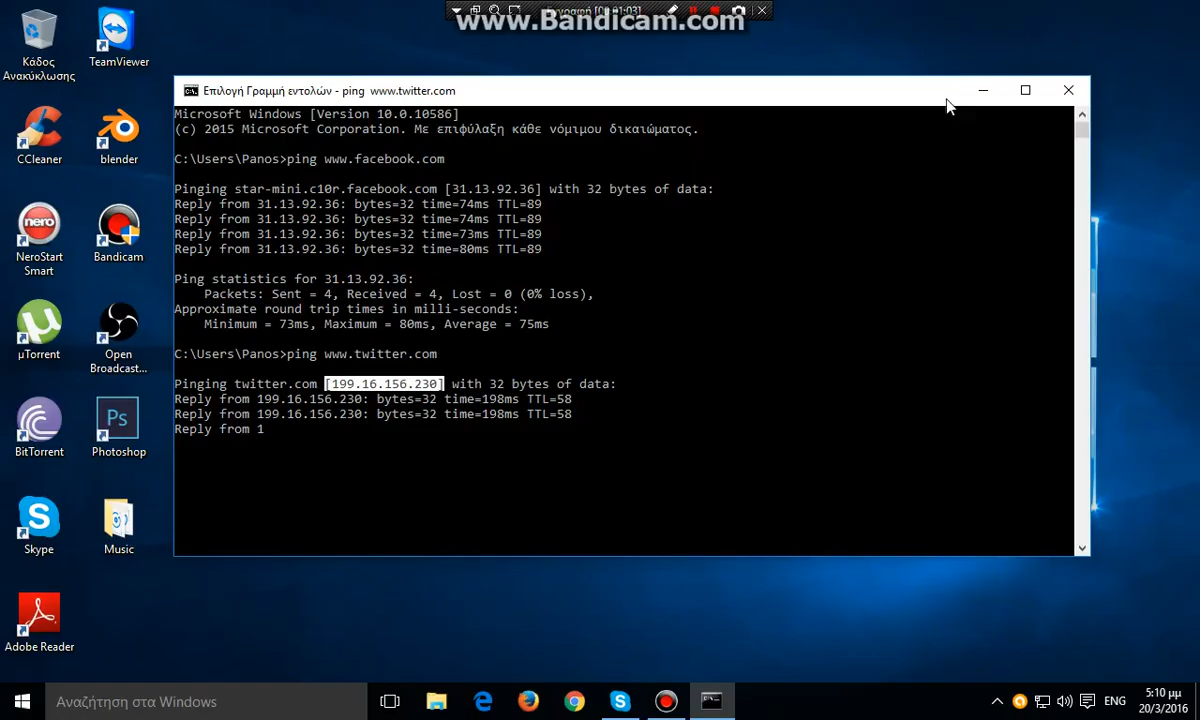 www.Bandicam.com
Κάδος
Ανακύκλωσης
TeamViewer
CCleaner
blender
nero
NeroStart
Smart
Bandicam
µTorrent
Open
Broadcast...
BitTorrent
Ps
Photoshop
Skype
Music
Adobe Reader
Επιλογή Γραμμή εντολών - ping www.twitter.com
Microsoft Windows [Version 10.0.10586]
(c) 2015 Microsoft Corporation. Με επιφύλαξη κάθε νόμιμου δικαιώματος.
C:\Users\Panos>ping www.facebook.com
Pinging star-mini.c10r.facebook.com [31.13.92.36] with 32 bytes of data:
Reply from 31.13.92.36: bytes=32 time=74ms TTL=89
Reply from 31.13.92.36: bytes=32 time=74ms TTL=89
Reply from 31.13.92.36: bytes=32 time=73ms TTL=89
Reply from 31.13.92.36: bytes=32 time=80ms TTL=89
Ping statistics for 31.13.92.36:
Packets: Sent = 4, Received = 4, Lost = 0 (0% loss),
Approximate round trip times in milli-seconds:
Minimum = 73ms, Maximum = 80ms, Average = 75ms
C:\Users\Panos>ping www.twitter.com
Pinging twitter.com [199.16.156.230] with 32 bytes of data:
Reply from 199.16.156.230: bytes=32 time=198ms TTL=58
Reply from 199.16.156.230: bytes=32 time=198ms TTL=58
Reply from 1
Αναζήτηση στα Windows
ENG
5:10 μμ
20/3/2016